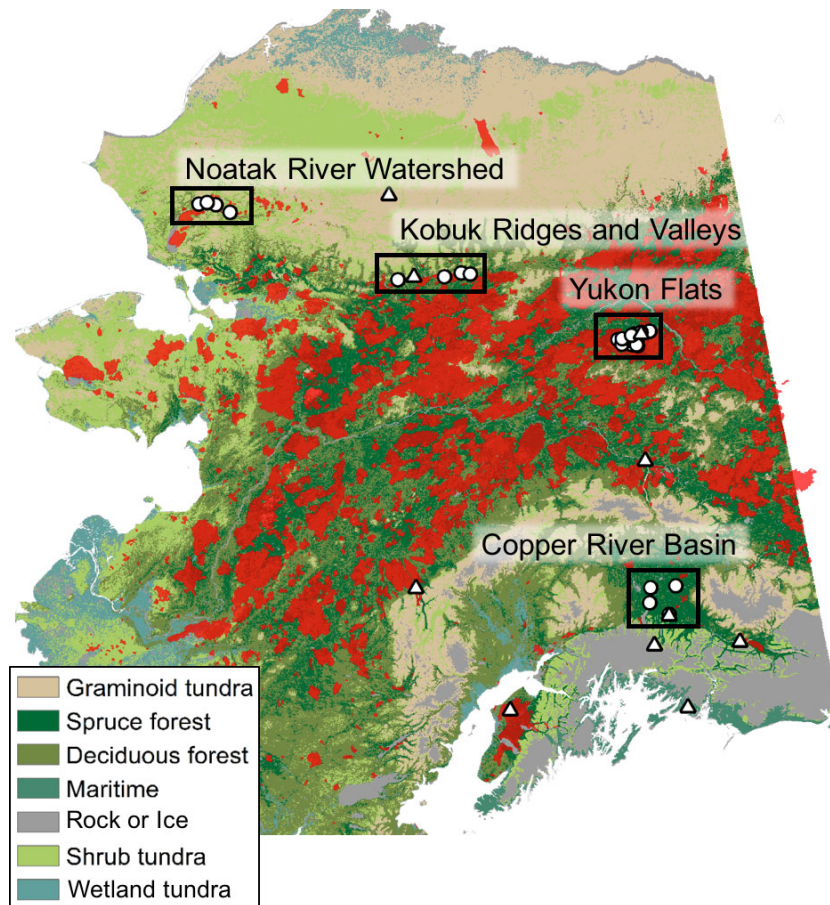 Noatak River Watershed
Kobuk Ridges and Valleys
Yukon Flats
Copper River Basin
Graminoid tundra
Spruce forest
Deciduous forest
Maritime
Rock or Ice
Shrub tundra
Wetland tundra